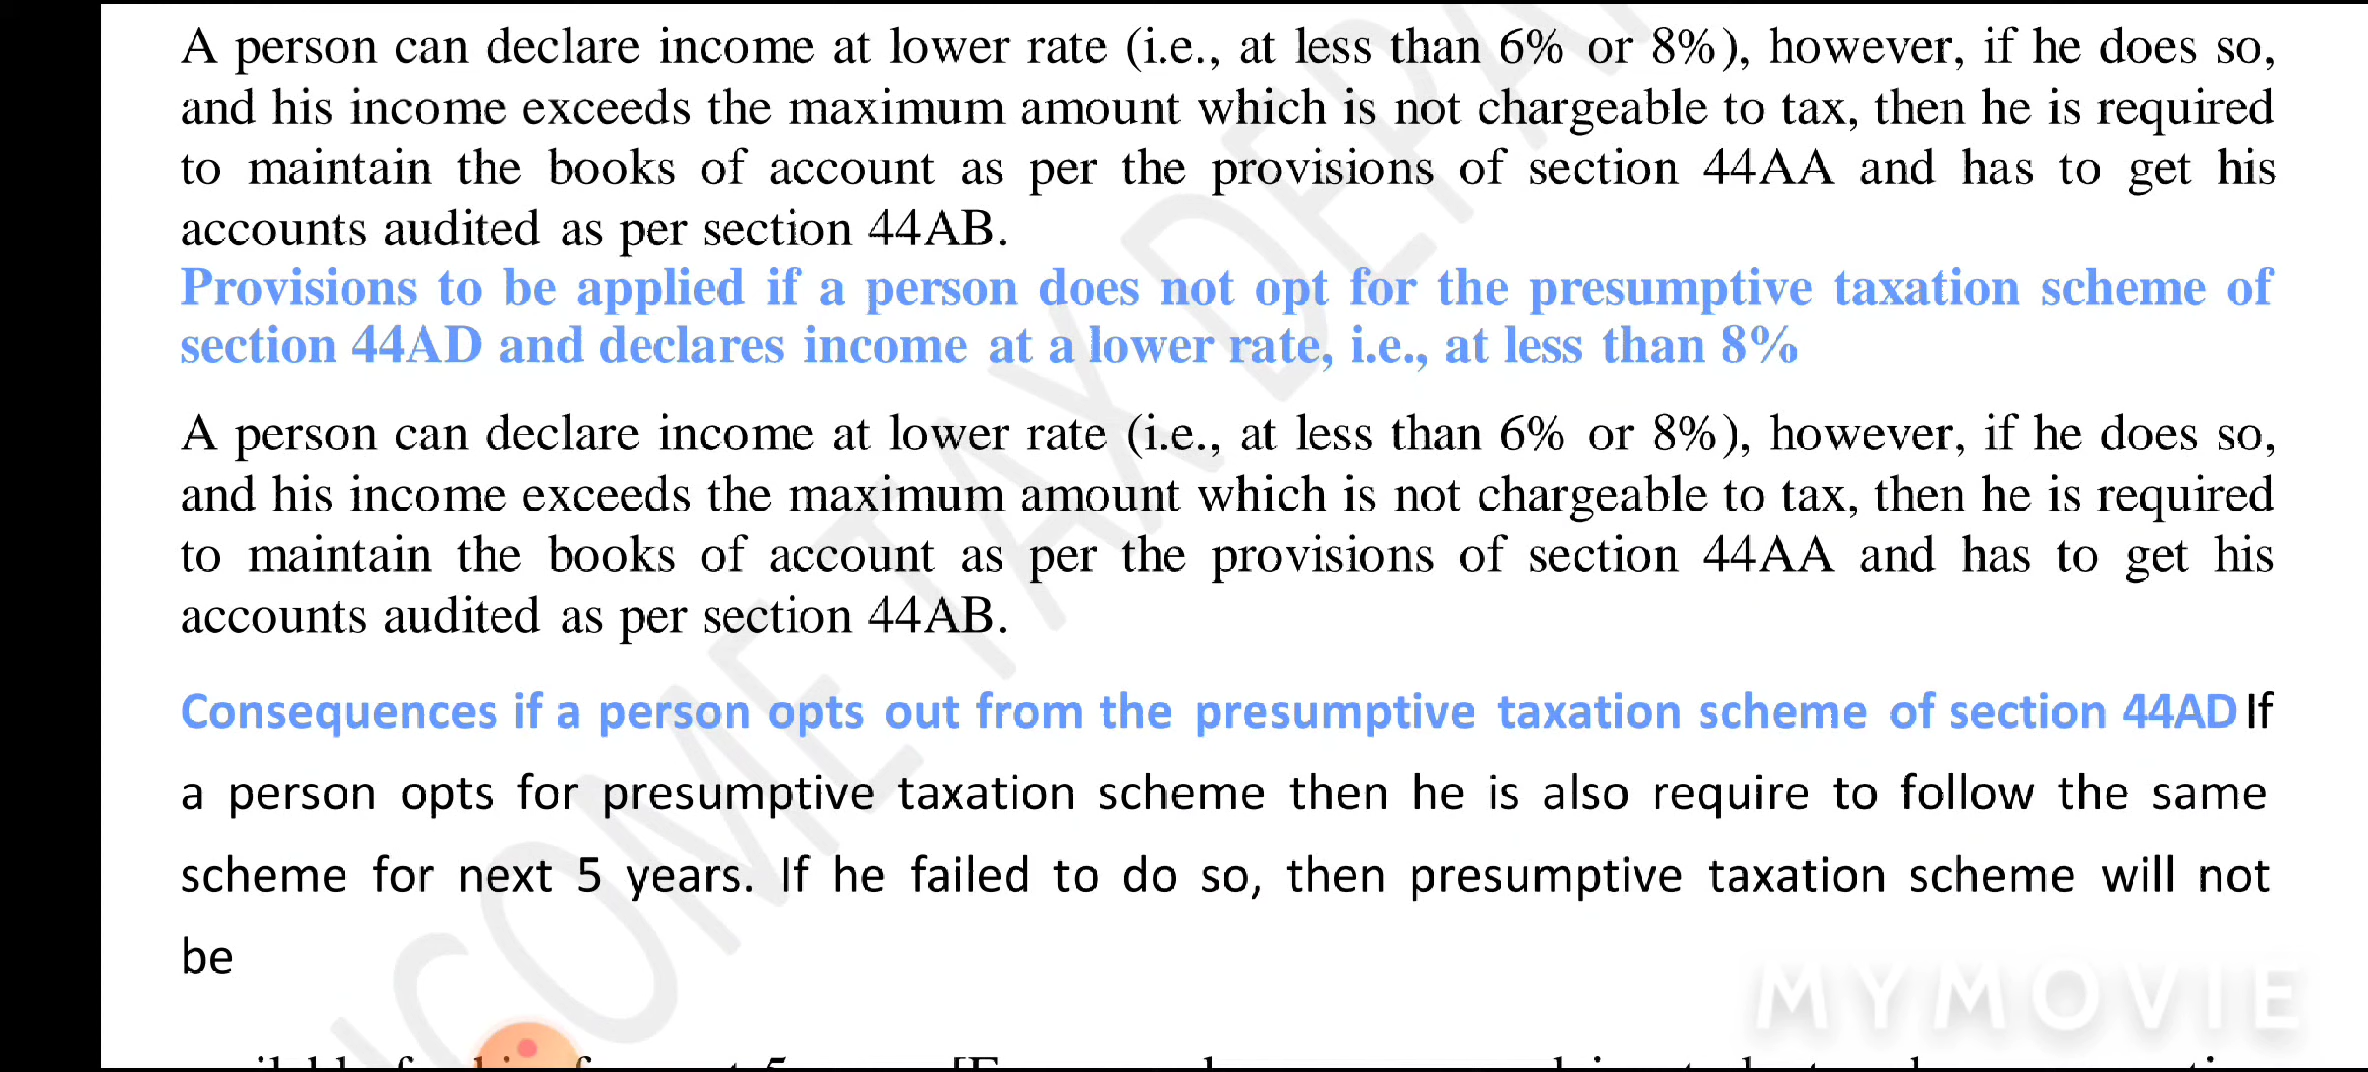 A person can declare income at lower rate (i.e., at less than 6% or 8%), however, if he does so,
and his income exceeds the maximum amount which is not chargeable to tax, then he is required
to maintain the books of account as per the provisions of section 44AA and has to get his
accounts audited as per section 44AB.
Provisions to be applied if a person does not opt for the presumptive taxation scheme of
section 44AD and declares income at a lower rate, i.e., at less than 8%
A person can declare income at lower rate (i.e., at less than 6% or 8%), however, if he does so,
and his income exceeds the maximum amount which is not chargeable to tax, then he is required
to maintain the books of account as per the provisions of section 44AA and has to get his
accounts audited as per section 44AB.
Consequences if a person opts out from the presumptive taxation scheme of section 44AD If
a person opts for presumptive taxation scheme then he is also require to follow the same
scheme for next 5 years. If he failed to do so, then presumptive taxation scheme will not
be
INCOME TAX
MYMOVIE